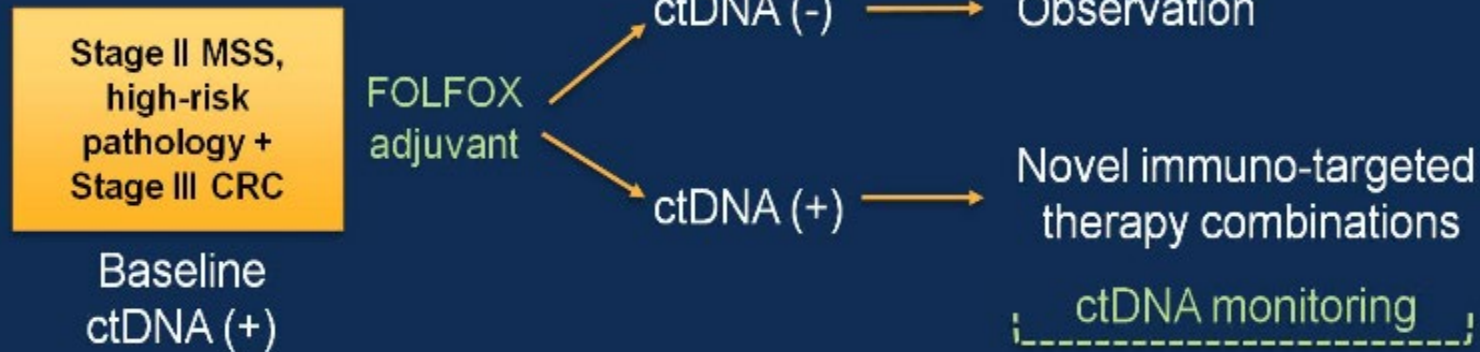 ctDNA (-)
Observation
Stage II MSS,
high-risk
pathology +
Stage III CRC
FOLFOX
adjuvant
ctDNA (+)
Novel immuno-targeted
therapy combinations
Baseline
ctDNA (+)
ctDNA monitoring